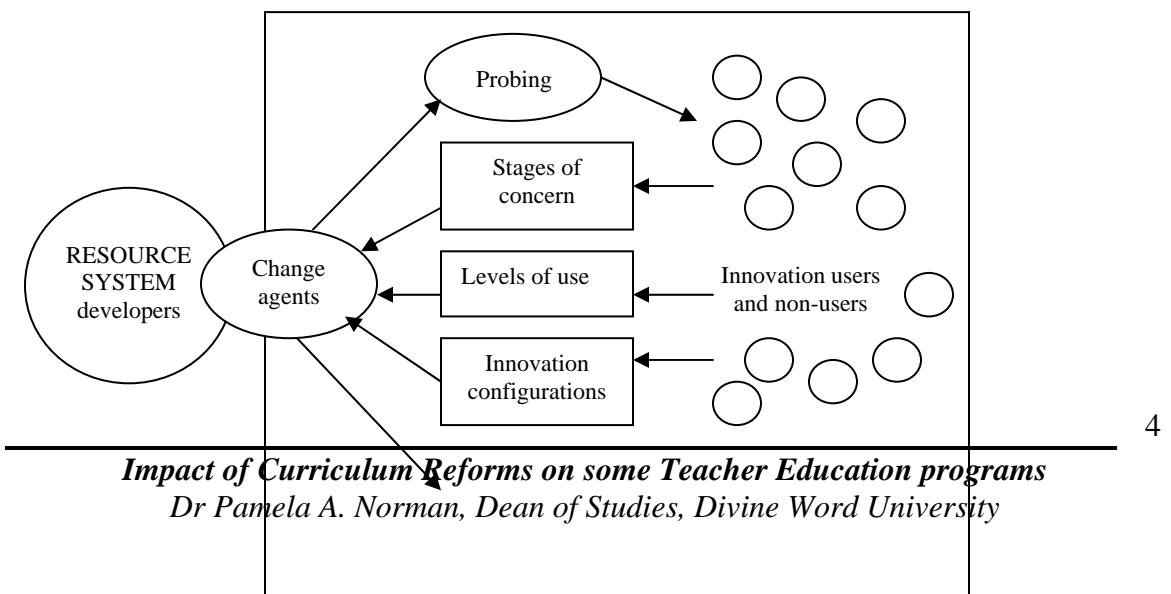 Probing
Stages of
concern
RESOURCE
SYSTEM
developers
Change
agents
Levels of use
Innovation users
and non-users
Innovation
configurations
4
Impact of Curriculum Reforms on some Teacher Education programs
Dr Pamela A. Norman, Dean of Studies, Divine Word University